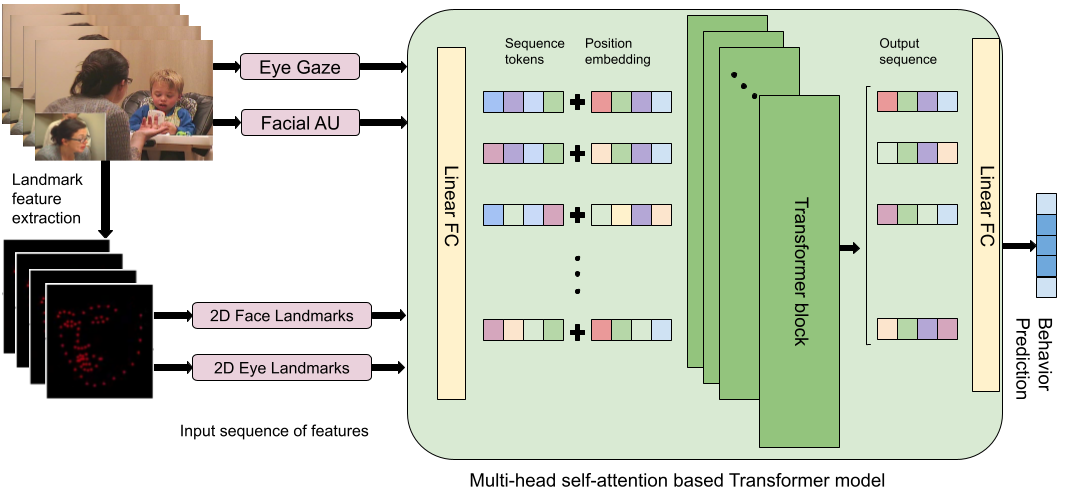 Eye Gaze
Facial AU
Landmark
feature
extraction
2D Face Landmarks
2D Eye Landmarks
Input sequence of features
Linear FC
Sequence
tokens
Position
embedding
Transformer block
Output
sequence
Linear FC
Behavior
Prediction
Multi-head self-attention based Transformer model